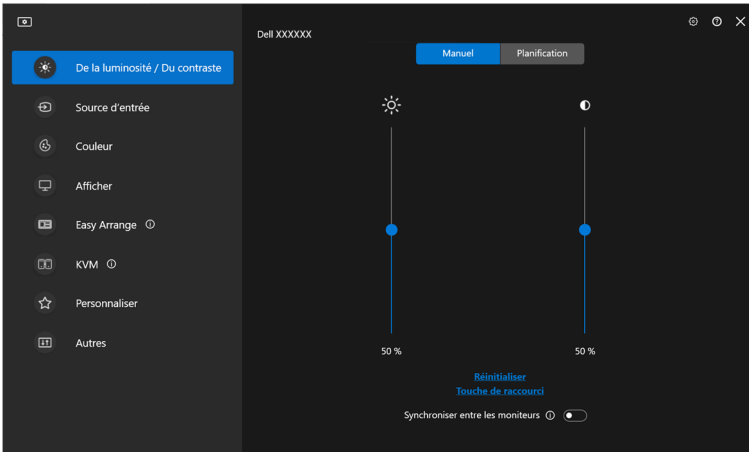 Dell XXXXXX
De la luminosité / Du contraste
Source d'entrée
Couleur
Afficher
Easy Arrange
KVM
Personnaliser
Autres
Manuel Planification
50 % 50 %
Réinitialiser
Touche de raccourci
Synchroniser entre les moniteurs